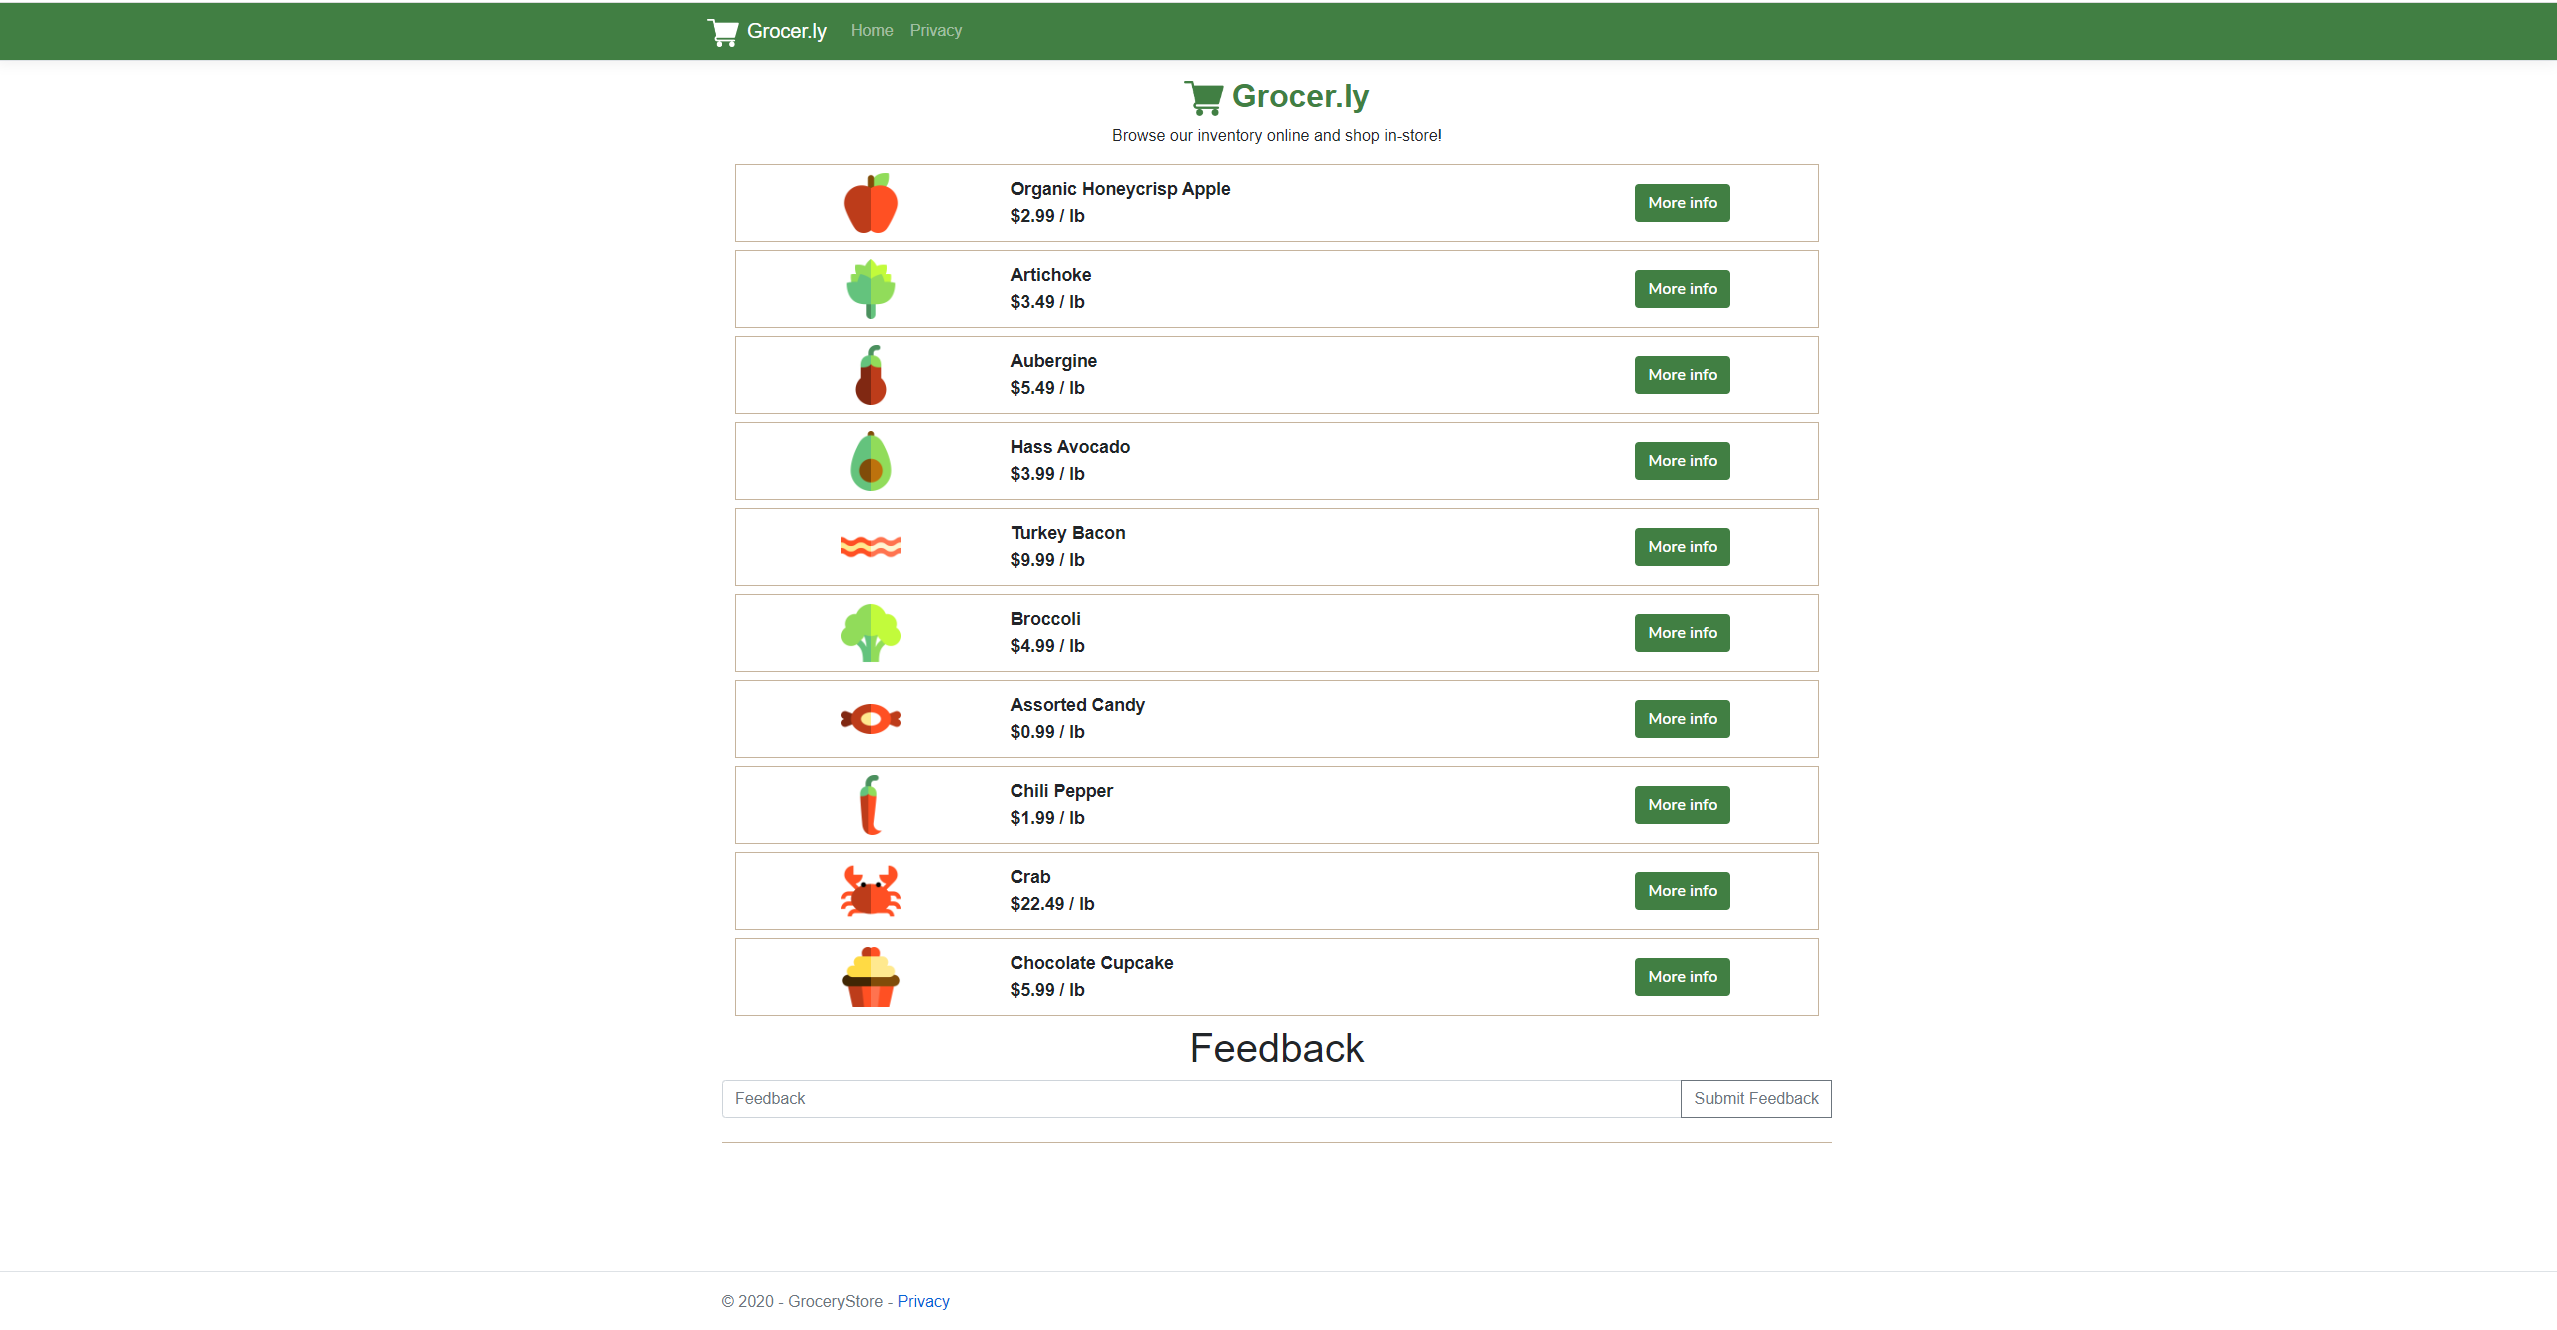 Grocer.ly Home Privacy
Grocer.ly
Browse our inventory online and shop in-store!
Organic Honeycrisp Apple
$2.99 / lb
More info
Artichoke
$3.49 / lb
More info
Aubergine
$5.49 / lb
More info
Hass Avocado
$3.99 / lb
More info
Turkey Bacon
$9.99 / lb
More info
Broccoli
$4.99 / lb
More info
Assorted Candy
$0.99 / lb
More info
Chili Pepper
$1.99 / lb
More info
Crab
$22.49 / lb
More info
Chocolate Cupcake
$5.99 / lb
More info
Feedback
Feedback Submit Feedback
© 2020 - GroceryStore - Privacy